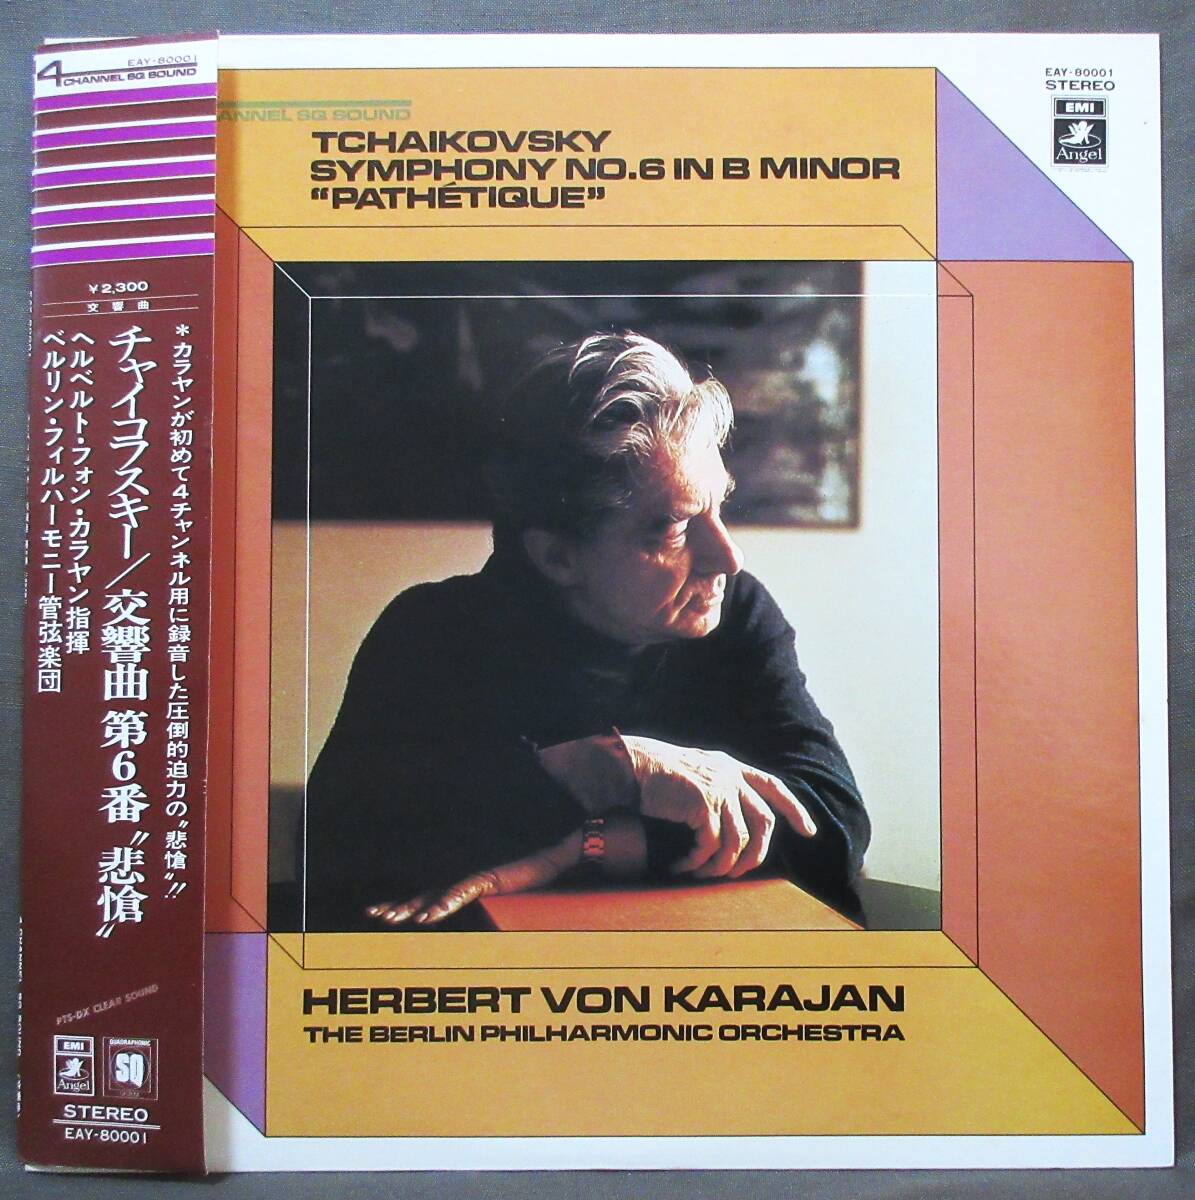 EAY-80001
4 CHANNEL SQ SOUND
¥2,300
交響曲
＊カラヤンが初めて4チャンネル用に録音した圧倒的迫力の〝悲愴〟!!
チャイコフスキー/交響曲 第6番 〝悲愴〟
ヘルベルト・フォン・カラヤン指揮
ベルリン・フィルハーモニー管弦楽団
PTS-DX CLEAR SOUND
EMI
Angel
QUADRAPHONIC
SQ
STEREO
EAY-80001
ANNEL SQ SOUND
TCHAIKOVSKY
SYMPHONY NO.6 IN B MINOR
“PATHÉTIQUE”
EAY-80001
STEREO
EMI
Angel
HERBERT VON KARAJAN
THE BERLIN PHILHARMONIC ORCHESTRA